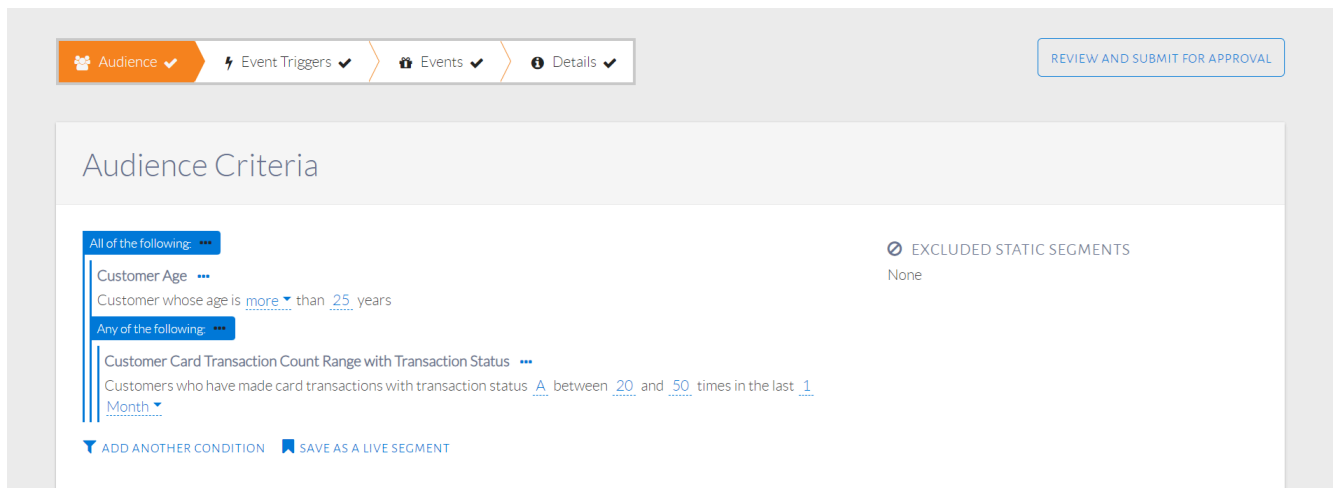 Audience
Event Triggers
Events
Details
REVIEW AND SUBMIT FOR APPROVAL
Audience Criteria
All of the following:
Customer Age
Customer whose age is more than 25 years
Any of the following:
Customer Card Transaction Count Range with Transaction Status
Customers who have made card transactions with transaction status A between 20 and 50 times in the last 1
Month
ADD ANOTHER CONDITION
SAVE AS A LIVE SEGMENT
EXCLUDED STATIC SEGMENTS
None